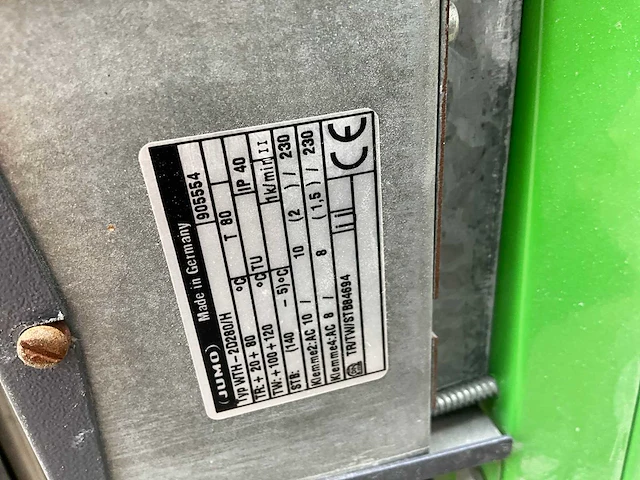 JUMO Made in Germany
Typ WTH-2D280/H 905554
TR:+ 20 + 80 °C T 80
TW:+100+120 °C TU IP 40
STB: (140 - 5)°C 1k/min II
Klemme2:AC 10 / 10 (2 ) / 230
Klemme4:AC 8 / 8 (1,5 ) / 230
TR/TW/STB84694 CE